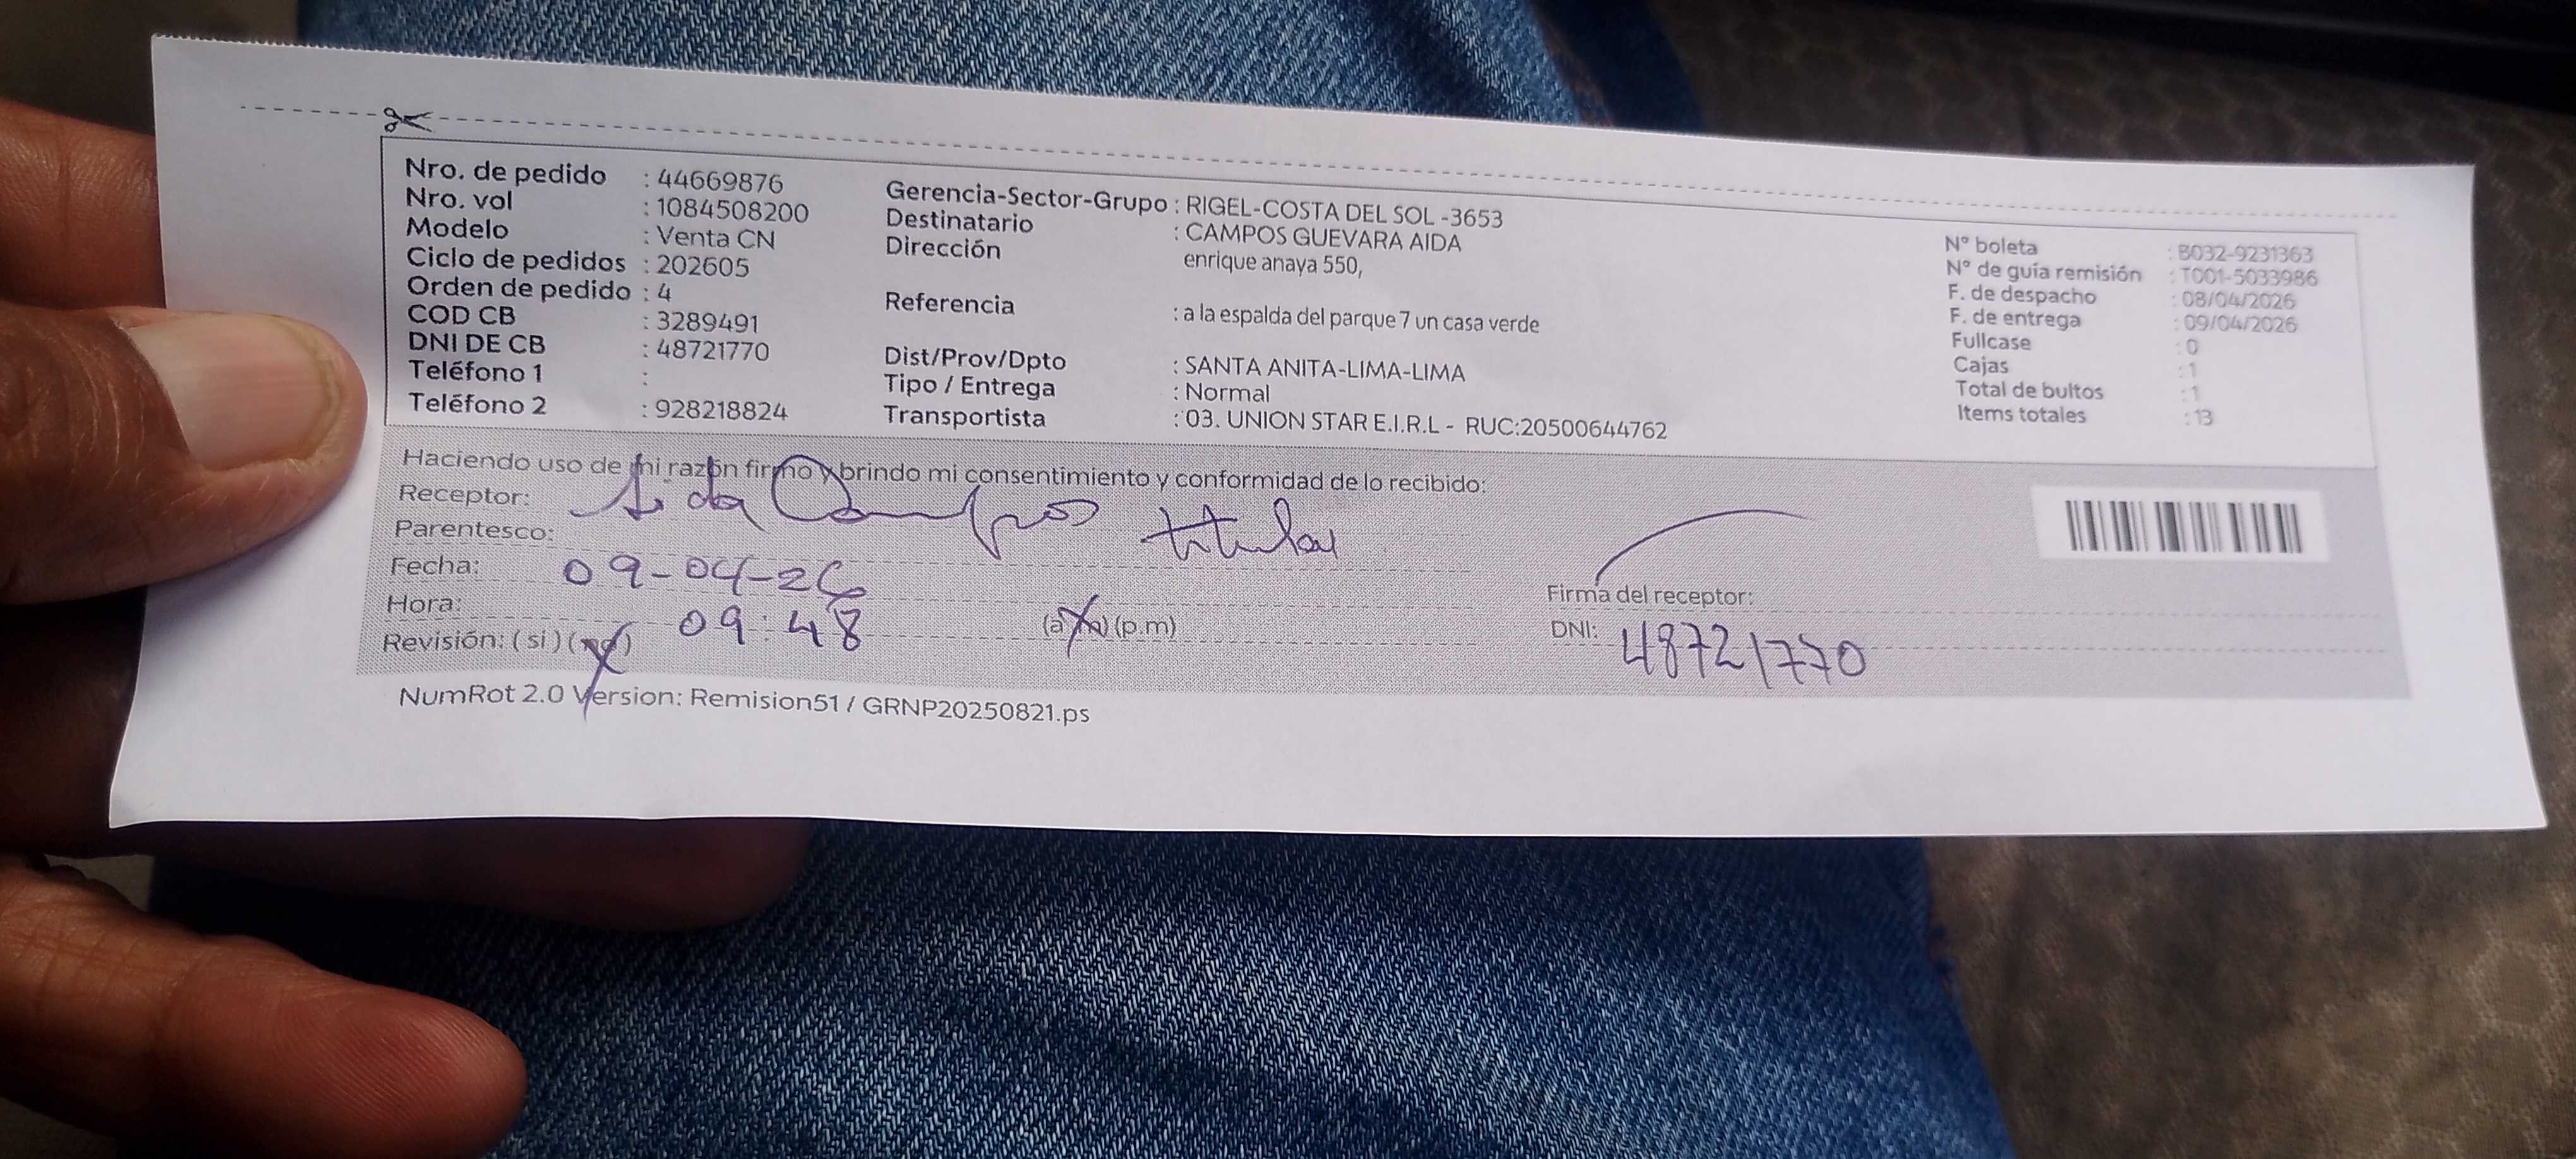 Nro. de pedido : 44669876
Nro. vol : 1084508200
Modelo : Venta CN
Ciclo de pedidos : 202605
Orden de pedido : 4
COD CB : 3289491
DNI DE CB : 48721770
Teléfono 1 :
Teléfono 2 : 928218824
Gerencia-Sector-Grupo : RIGEL-COSTA DEL SOL -3653
Destinatario : CAMPOS GUEVARA AIDA
Dirección enrique anaya 550,
Referencia : a la espalda del parque 7 un casa verde
Dist/Prov/Dpto : SANTA ANITA-LIMA-LIMA
Tipo / Entrega : Normal
Transportista : 03. UNION STAR E.I.R.L - RUC:20500644762
N° boleta : B032-9231363
N° de guía remisión : T001-5033986
F. de despacho : 08/04/2026
F. de entrega : 09/04/2026
Fullcase : 0
Cajas : 1
Total de bultos : 1
Items totales : 13
Haciendo uso de mi razón firmo y brindo mi consentimiento y conformidad de lo recibido:
Receptor: Aida Campos titular
Parentesco:
Fecha: 09-04-26
Hora: 09:48 (a.m) (p.m)
Revisión: ( si ) ( no )
Firma del receptor:
DNI: 48721770
NumRot 2.0 Version: Remision51 / GRNP20250821.ps